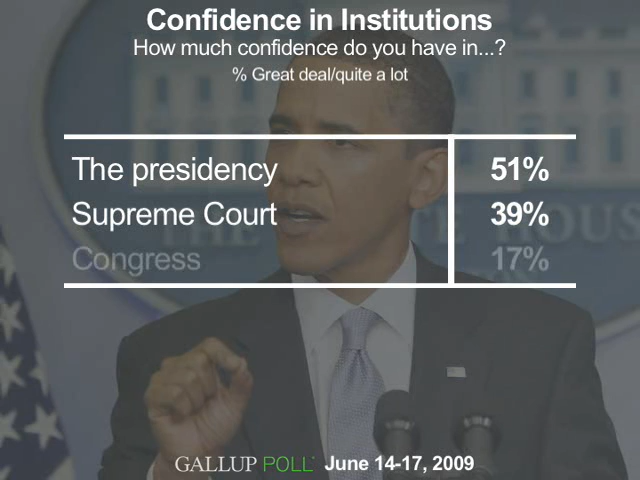 Confidence in Institutions
How much confidence do you have in...?
% Great deal/quite a lot
The presidency 51%
Supreme Court 39%
Congress 17%
GALLUP POLL June 14-17, 2009